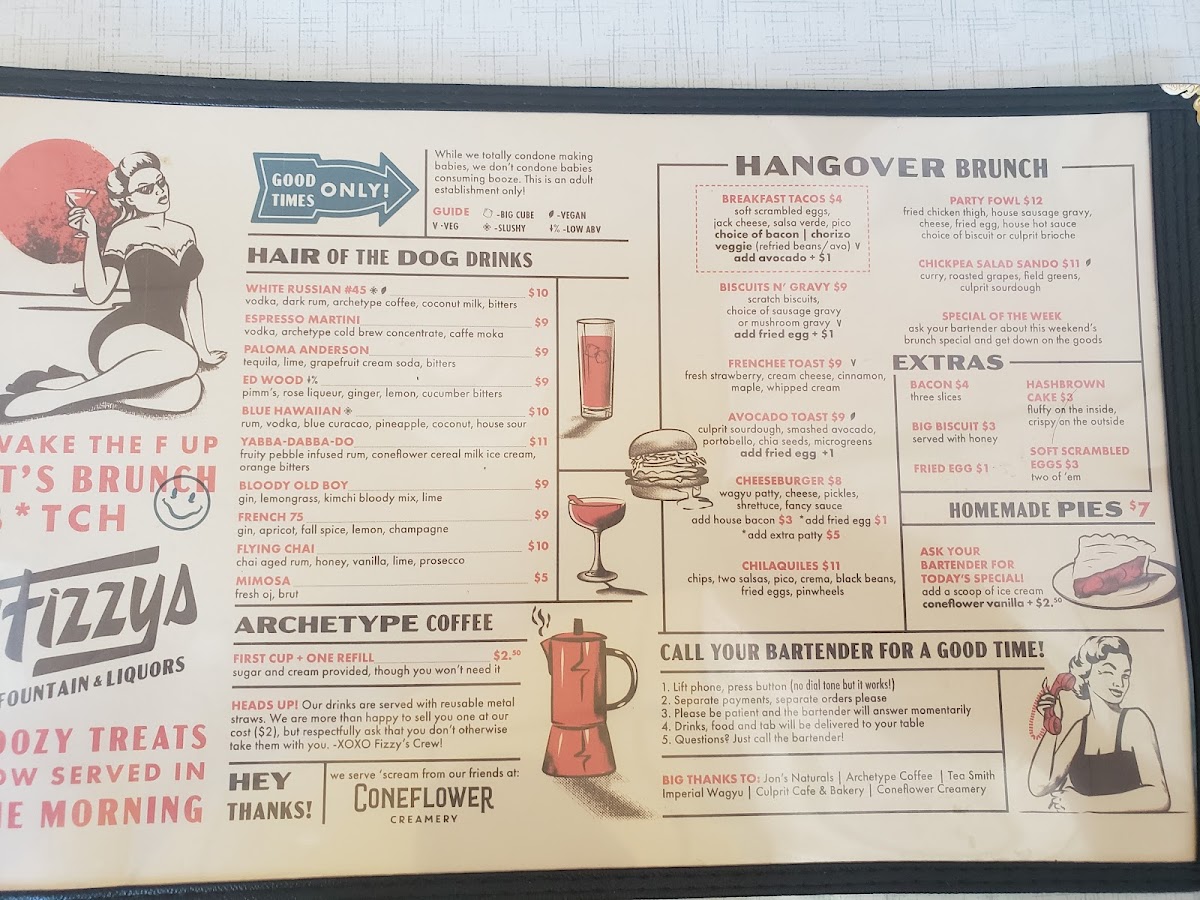 WAKE THE F UP
IT'S BRUNCH
B*TCH
Fizzys
FOUNTAIN & LIQUORS
BOOZY TREATS
NOW SERVED IN
THE MORNING
GOOD TIMES ONLY!
While we totally condone making
babies, we don't condone babies
consuming booze. This is an adult
establishment only!
GUIDE -BIG CUBE -VEGAN
V -VEG -SLUSHY -LOW ABV
HAIR OF THE DOG DRINKS
WHITE RUSSIAN #45 $10
vodka, dark rum, archetype coffee, coconut milk, bitters
ESPRESSO MARTINI $9
vodka, archetype cold brew concentrate, caffe moka
PALOMA ANDERSON $9
tequila, lime, grapefruit cream soda, bitters
ED WOOD $9
pimm's, rose liqueur, ginger, lemon, cucumber bitters
BLUE HAWAIIAN $10
rum, vodka, blue curacao, pineapple, coconut, house sour
YABBA-DABBA-DO $11
fruity pebble infused rum, coneflower cereal milk ice cream,
orange bitters
BLOODY OLD BOY $9
gin, lemongrass, kimchi bloody mix, lime
FRENCH 75 $9
gin, apricot, fall spice, lemon, champagne
FLYING CHAI $10
chai aged rum, honey, vanilla, lime, prosecco
MIMOSA $5
fresh oj, brut
ARCHETYPE COFFEE
FIRST CUP + ONE REFILL $2.50
sugar and cream provided, though you won't need it
HEADS UP! Our drinks are served with reusable metal
straws. We are more than happy to sell you one at our
cost ($2), but respectfully ask that you don't otherwise
take them with you. -XOXO Fizzy's Crew!
HEY
THANKS!
we serve 'scream from our friends at:
CONEFLOWER
CREAMERY
HANGOVER BRUNCH
BREAKFAST TACOS $4
soft scrambled eggs,
jack cheese, salsa verde, pico
choice of bacon | chorizo
veggie (refried beans/avo) V
add avocado + $1
BISCUITS N' GRAVY $9
scratch biscuits,
choice of sausage gravy
or mushroom gravy V
add fried egg + $1
FRENCHEE TOAST $9 V
fresh strawberry, cream cheese, cinnamon,
maple, whipped cream
AVOCADO TOAST $9
culprit sourdough, smashed avocado,
portobello, chia seeds, microgreens
add fried egg +1
CHEESEBURGER $8
wagyu patty, cheese, pickles,
shrettuce, fancy sauce
add house bacon $3 *add fried egg $1
*add extra patty $5
CHILAQUILES $11
chips, two salsas, pico, crema, black beans,
fried eggs, pinwheels
PARTY FOWL $12
fried chicken thigh, house sausage gravy,
cheese, fried egg, house hot sauce
choice of biscuit or culprit brioche
CHICKPEA SALAD SANDO $11
curry, roasted grapes, field greens,
culprit sourdough
SPECIAL OF THE WEEK
ask your bartender about this weekend's
brunch special and get down on the goods
EXTRAS
BACON $4
three slices
BIG BISCUIT $3
served with honey
FRIED EGG $1
HASHBROWN
CAKE $3
fluffy on the inside,
crispy on the outside
SOFT SCRAMBLED
EGGS $3
two of 'em
HOMEMADE PIES $7
ASK YOUR
BARTENDER FOR
TODAY'S SPECIAL!
add a scoop of ice cream
coneflower vanilla + $2.50
CALL YOUR BARTENDER FOR A GOOD TIME!
1. Lift phone, press button (no dial tone but it works!)
2. Separate payments, separate orders please
3. Please be patient and the bartender will answer momentarily
4. Drinks, food and tab will be delivered to your table
5. Questions? Just call the bartender!
BIG THANKS TO: Jon's Naturals | Archetype Coffee | Tea Smith
Imperial Wagyu | Culprit Cafe & Bakery | Coneflower Creamery